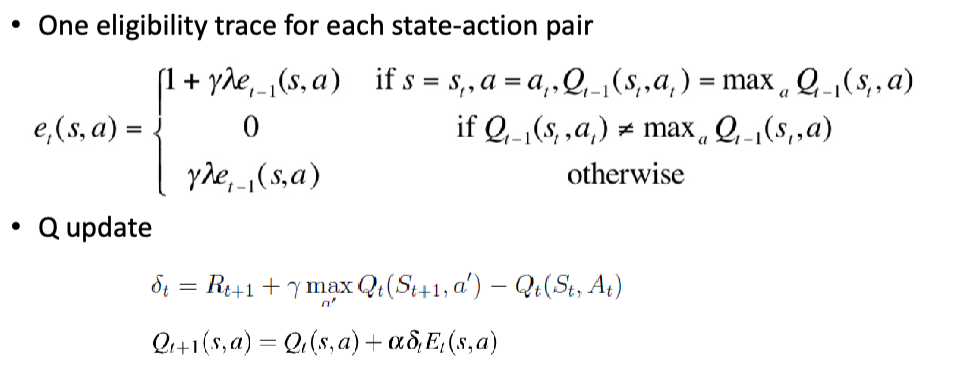 • One eligibility trace for each state-action pair
1 + γλe_{t-1}(s, a) if s = s_t, a = a_t, Q_{t-1}(s_t, a_t) = max_a Q_{t-1}(s_t, a)
e_t(s, a) = { 0 if Q_{t-1}(s_t, a_t) ≠ max_a Q_{t-1}(s_t, a)
γλe_{t-1}(s, a) otherwise
• Q update
δ_t = R_{t+1} + γ max_{a'} Q_t(S_{t+1}, a') − Q_t(S_t, A_t)
Q_{t+1}(s, a) = Q_t(s, a) + αδ_t E_t(s, a)